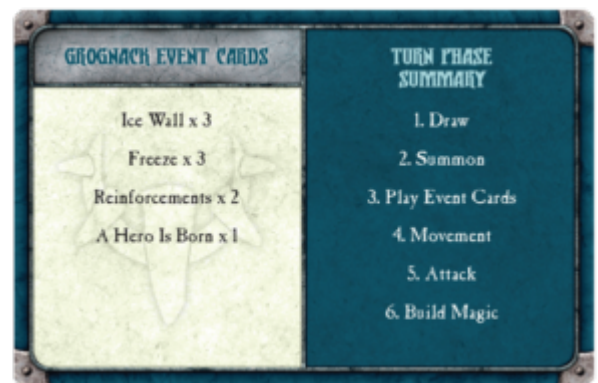 GROGNACK EVENT CARDS
Ice Wall x 3
Freeze x 3
Reinforcements x 2
A Hero Is Born x 1
TURN PHASE
SUMMARY
1. Draw
2. Summon
3. Play Event Cards
4. Movement
5. Attack
6. Build Magic